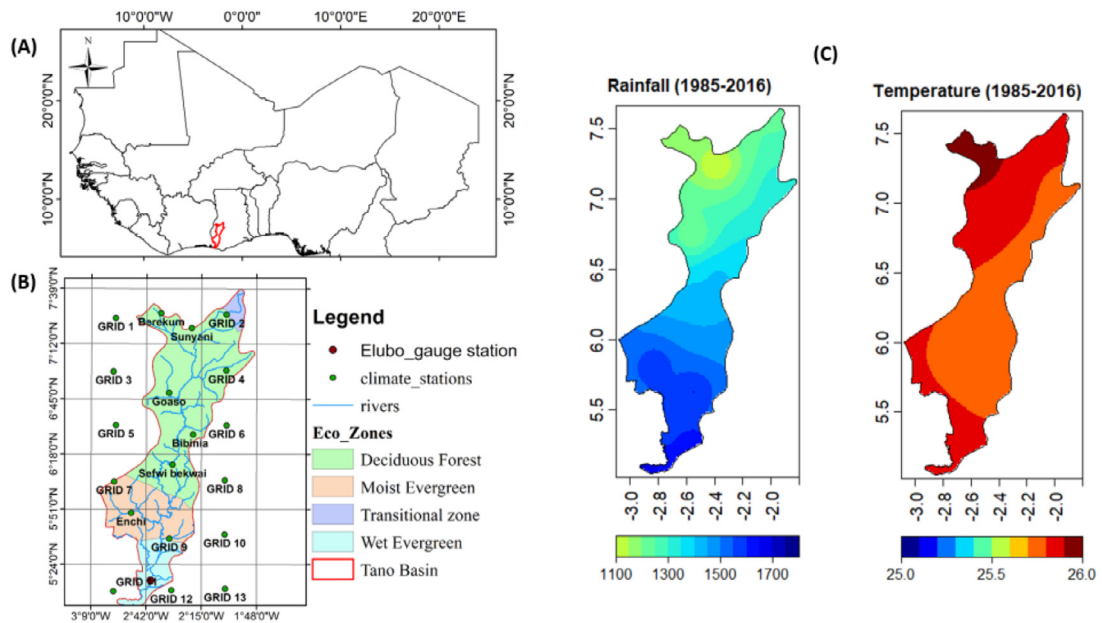 (A)
10°0'0"W 0°0'0" 10°0'0"E 20°0'0"E
N
20°0'0"N
10°0'0"N
20°0'0"N
10°0'0"N
(B)
7°39'0"N
7°12'0"N
6°45'0"N
6°18'0"N
5°51'0"N
5°24'0"N
GRID 1
Berekum
Sunyani
GRID 2
GRID 3
GRID 4
Goaso
GRID 5
GRID 6
Bibinia
Sefwi bekwai
GRID 7
GRID 8
Enchi
GRID 9
GRID 10
GRID
GRID 12
GRID 13
3°9'0"W 2°42'0"W 2°15'0"W 1°48'0"W
Legend
Elubo_gauge station
climate_stations
rivers
Eco_Zones
Deciduous Forest
Moist Evergreen
Transitional zone
Wet Evergreen
Tano Basin
(C)
Rainfall (1985-2016)
7.5
7.0
6.5
6.0
5.5
-3.0 -2.8 -2.6 -2.4 -2.2 -2.0
1100 1300 1500 1700
Temperature (1985-2016)
7.5
7.0
6.5
6.0
5.5
-3.0 -2.8 -2.6 -2.4 -2.2 -2.0
25.0 25.5 26.0